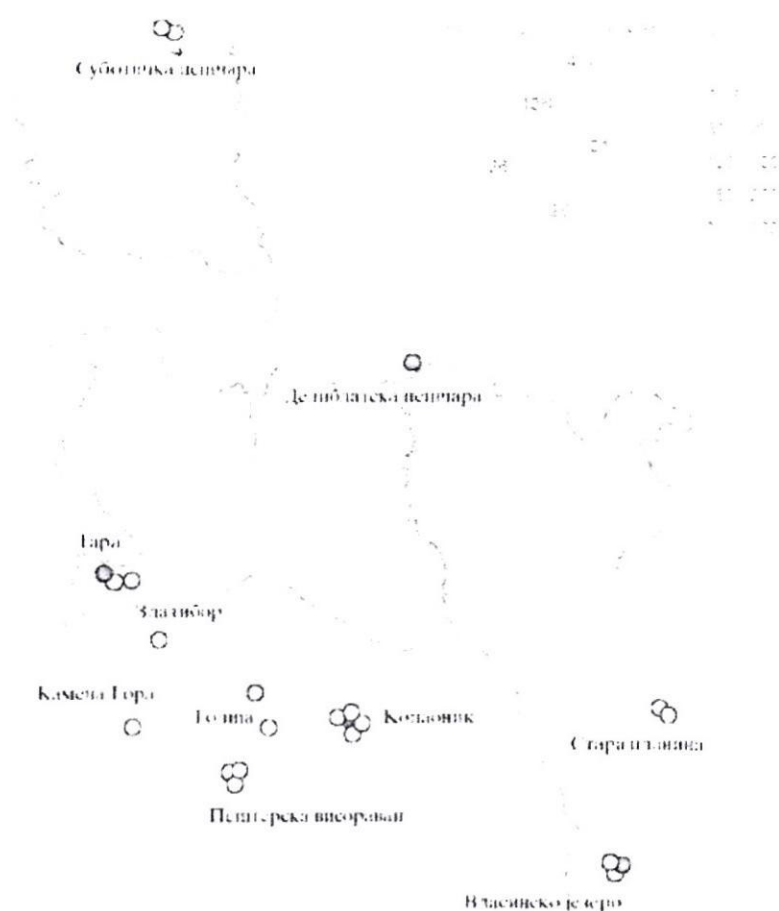 Суботичка пешчара
Делиблатска пешчара
Тара
Златибор
Камена Гора
Голија
Копаоник
Стара планина
Пештерска висораван
Власинско језеро